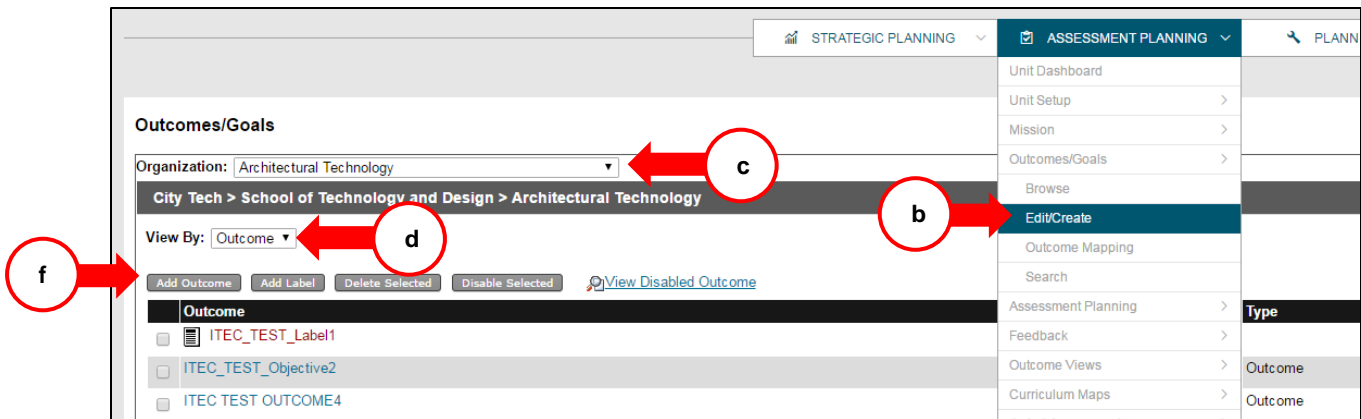 STRATEGIC PLANNING
ASSESSMENT PLANNING
PLANN
Unit Dashboard
Unit Setup
Mission
Outcomes/Goals
Browse
Edit/Create
Outcome Mapping
Search
Assessment Planning
Feedback
Outcome Views
Curriculum Maps
Outcomes/Goals
Organization: Architectural Technology
c
City Tech > School of Technology and Design > Architectural Technology
b
View By: Outcome
d
f
Add Outcome Add Label Delete Selected Disable Selected View Disabled Outcome
Outcome Type
ITEC_TEST_Label1
ITEC_TEST_Objective2 Outcome
ITEC TEST OUTCOME4 Outcome